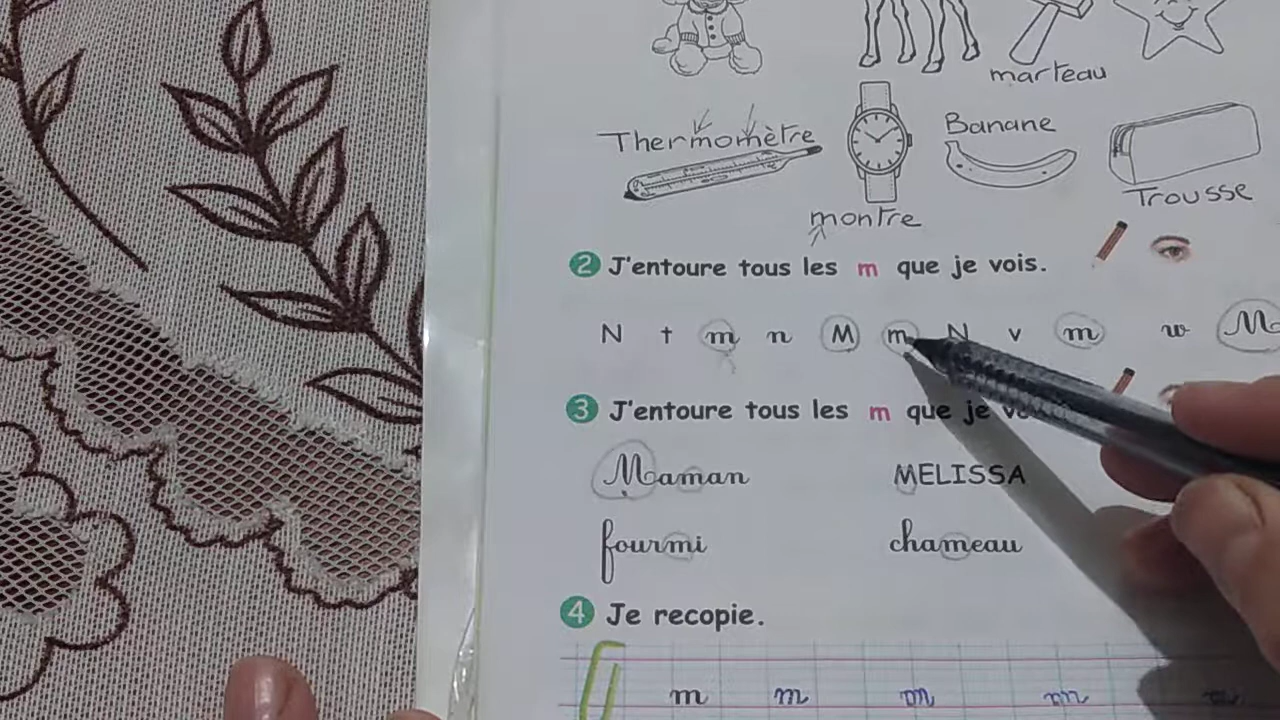 marteau
Thermomètre
Banane
montre
Trousse
2 J'entoure tous les m que je vois.
N t m n M m N v m w M
3 J'entoure tous les m que je
Maman MELISSA
fourmi chameau
4 Je recopie.
m m m m